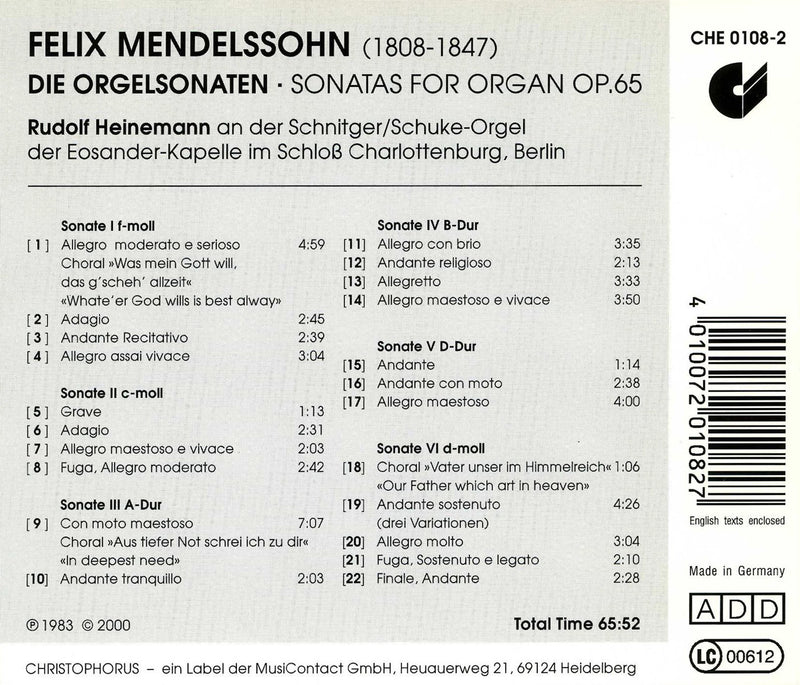 FELIX MENDELSSOHN (1808-1847)
DIE ORGELSONATEN · SONATAS FOR ORGAN OP.65
Rudolf Heinemann an der Schnitger/Schuke-Orgel
der Eosander-Kapelle im Schloß Charlottenburg, Berlin
Sonate I f-moll
[1] Allegro moderato e serioso 4:59
Choral »Was mein Gott will,
das g'scheh' allzeit«
«Whate'er God wills is best alway»
[2] Adagio 2:45
[3] Andante Recitativo 2:39
[4] Allegro assai vivace 3:04
Sonate II c-moll
[5] Grave 1:13
[6] Adagio 2:31
[7] Allegro maestoso e vivace 2:03
[8] Fuga, Allegro moderato 2:42
Sonate III A-Dur
[9] Con moto maestoso 7:07
Choral »Aus tiefer Not schrei ich zu dir«
«In deepest need»
[10] Andante tranquillo 2:03
Sonate IV B-Dur
[11] Allegro con brio 3:35
[12] Andante religioso 2:13
[13] Allegretto 3:33
[14] Allegro maestoso e vivace 3:50
Sonate V D-Dur
[15] Andante 1:14
[16] Andante con moto 2:38
[17] Allegro maestoso 4:00
Sonate VI d-moll
[18] Choral »Vater unser im Himmelreich« 1:06
«Our Father which art in heaven»
[19] Andante sostenuto 4:26
(drei Variationen)
[20] Allegro molto 3:04
[21] Fuga, Sostenuto e legato 2:10
[22] Finale, Andante 2:28
℗ 1983 © 2000
Total Time 65:52
CHRISTOPHORUS – ein Label der MusiContact GmbH, Heuauerweg 21, 69124 Heidelberg
CHE 0108-2
4 010072 010827
English texts enclosed
Made in Germany
ADD
LC 00612